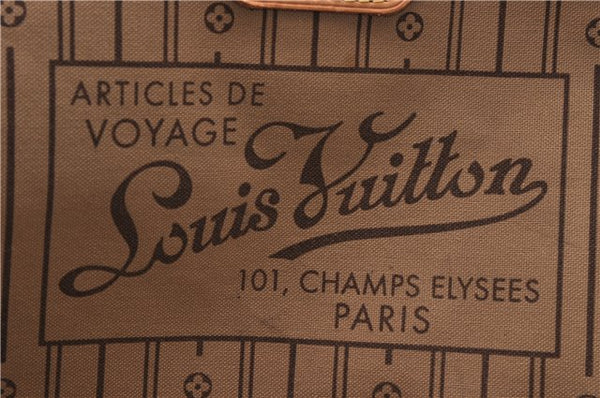 ARTICLES DE
VOYAGE
Louis Vuitton
101, CHAMPS ELYSEES
PARIS